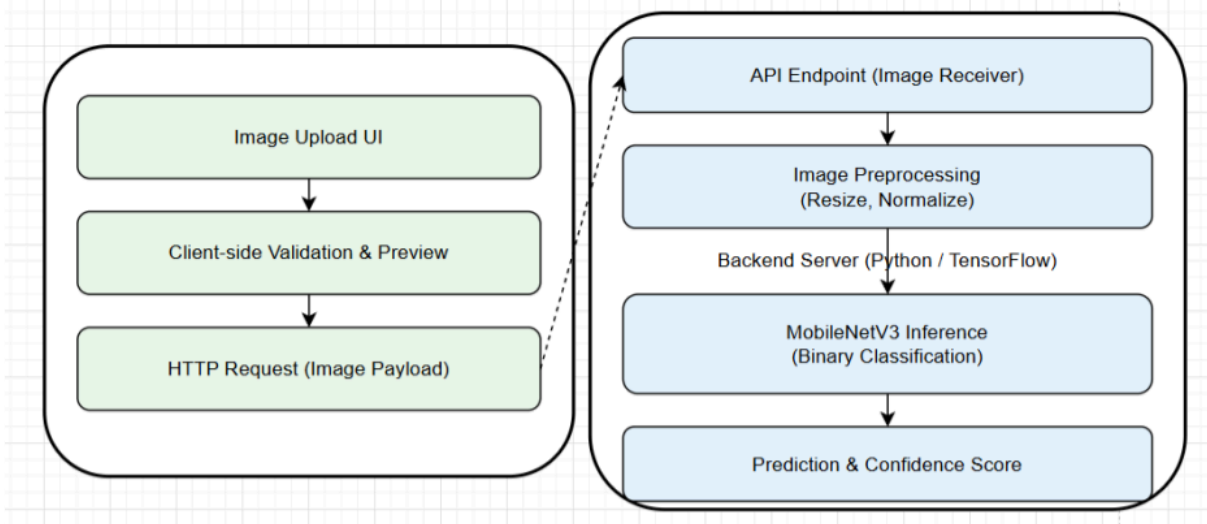 Image Upload UI
Client-side Validation & Preview
HTTP Request (Image Payload)
API Endpoint (Image Receiver)
Image Preprocessing
(Resize, Normalize)
Backend Server (Python / TensorFlow)
MobileNetV3 Inference
(Binary Classification)
Prediction & Confidence Score